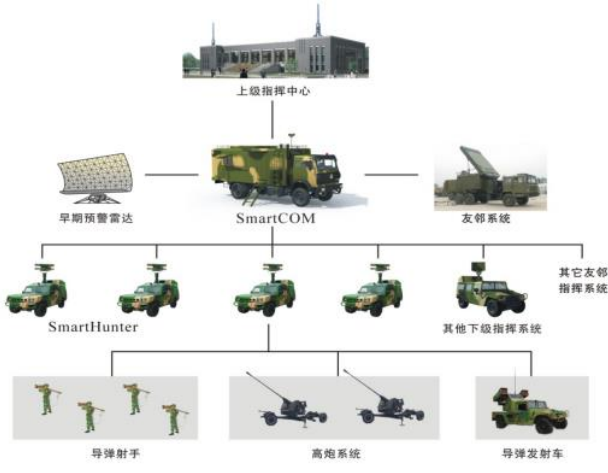 上级指挥中心
早期预警雷达
SmartCOM
友邻系统
SmartHunter
其他下级指挥系统
其它友邻
指挥系统
导弹射手
高炮系统
导弹发射车